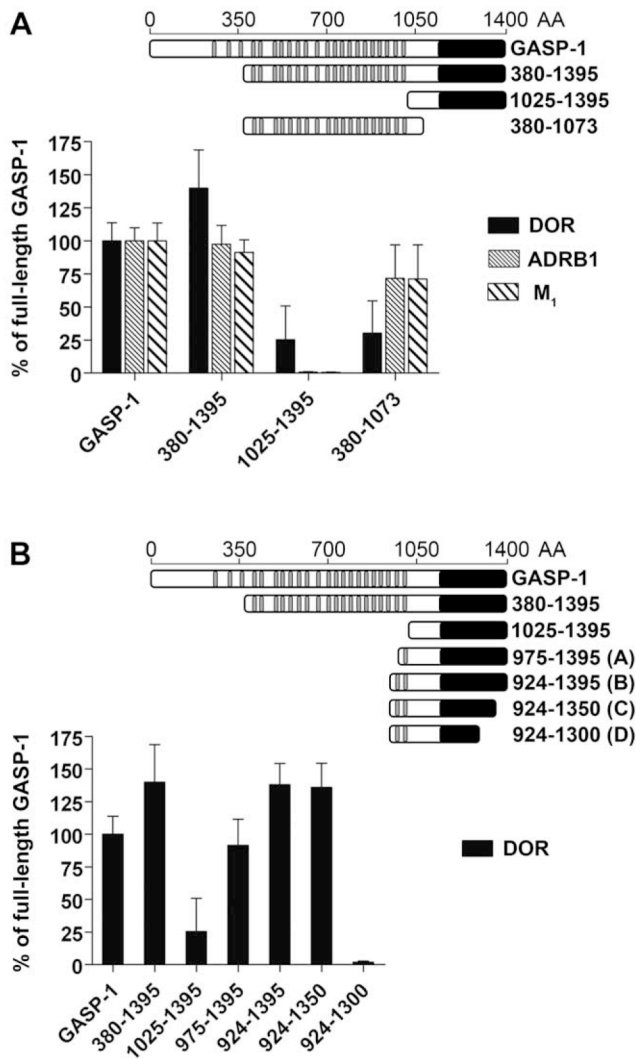 A
0 350 700 1050 1400 AA
GASP-1
380-1395
1025-1395
380-1073
175
150
125
100
75
50
25
0
% of full-length GASP-1
DOR
ADRB1
M1
GASP-1
380-1395
1025-1395
380-1073
B
0 350 700 1050 1400 AA
GASP-1
380-1395
1025-1395
975-1395 (A)
924-1395 (B)
924-1350 (C)
924-1300 (D)
175
150
125
100
75
50
25
0
% of full-length GASP-1
DOR
GASP-1
380-1395
1025-1395
975-1395
924-1395
924-1350
924-1300